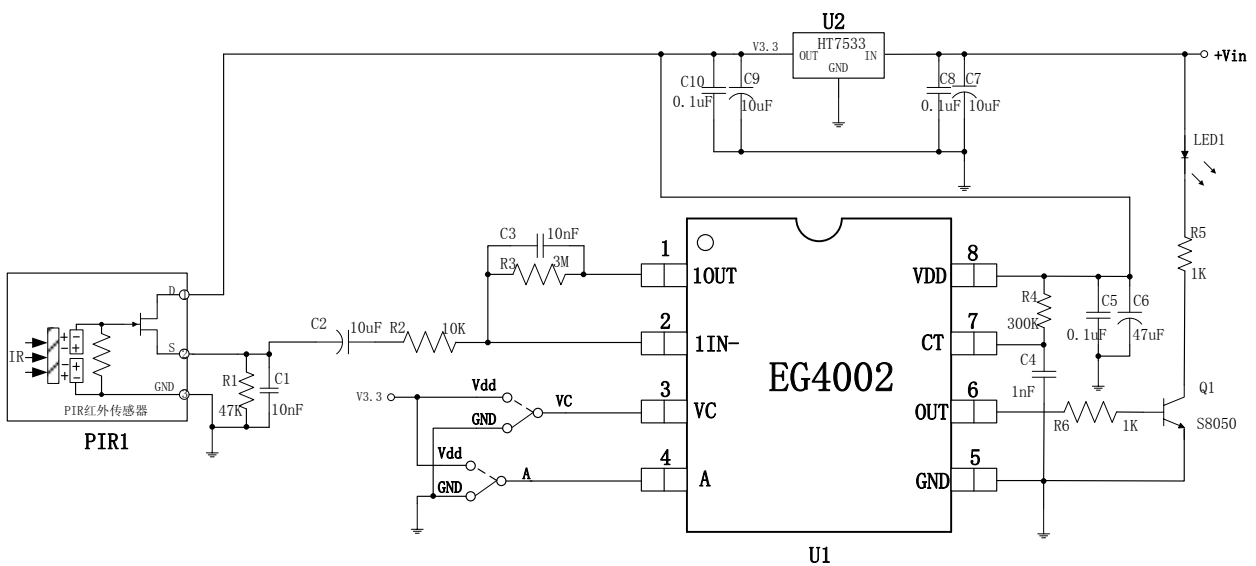 U2
HT7533
V3.3
OUT
IN
GND
+Vin
C10
0.1uF
C9
10uF
C8
0.1uF
C7
10uF
LED1
R5
1K
C3
10nF
R3
3M
1
1OUT
8
VDD
D
1
C2
10uF
R2
10K
2
1IN-
R4
300K
C5
0.1uF
C6
47uF
7
CT
IR
S
2
GND
3
PIR红外传感器
PIR1
R1
47K
C1
10nF
C4
1nF
EG4002
Q1
S8050
V3.3
Vdd
GND
VC
3
VC
6
OUT
R6
1K
Vdd
GND
A
4
A
5
GND
U1